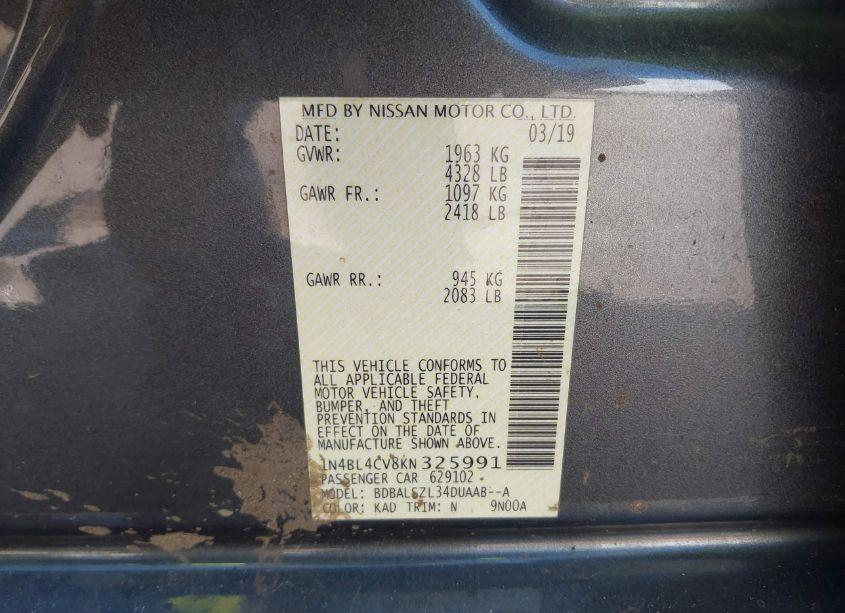 MFD BY NISSAN MOTOR CO., LTD.
DATE: 03/19
GVWR: 1963 KG
4328 LB
GAWR FR.: 1097 KG
2418 LB
GAWR RR.: 945 KG
2083 LB
THIS VEHICLE CONFORMS TO
ALL APPLICABLE FEDERAL
MOTOR VEHICLE SAFETY,
BUMPER, AND THEFT
PREVENTION STANDARDS IN
EFFECT ON THE DATE OF
MANUFACTURE SHOWN ABOVE.
1N4BL4CV8KN325991
PASSENGER CAR 629102
MODEL: BDBALSZL34DUAAB--A
COLOR: KAD TRIM: N 9N00A